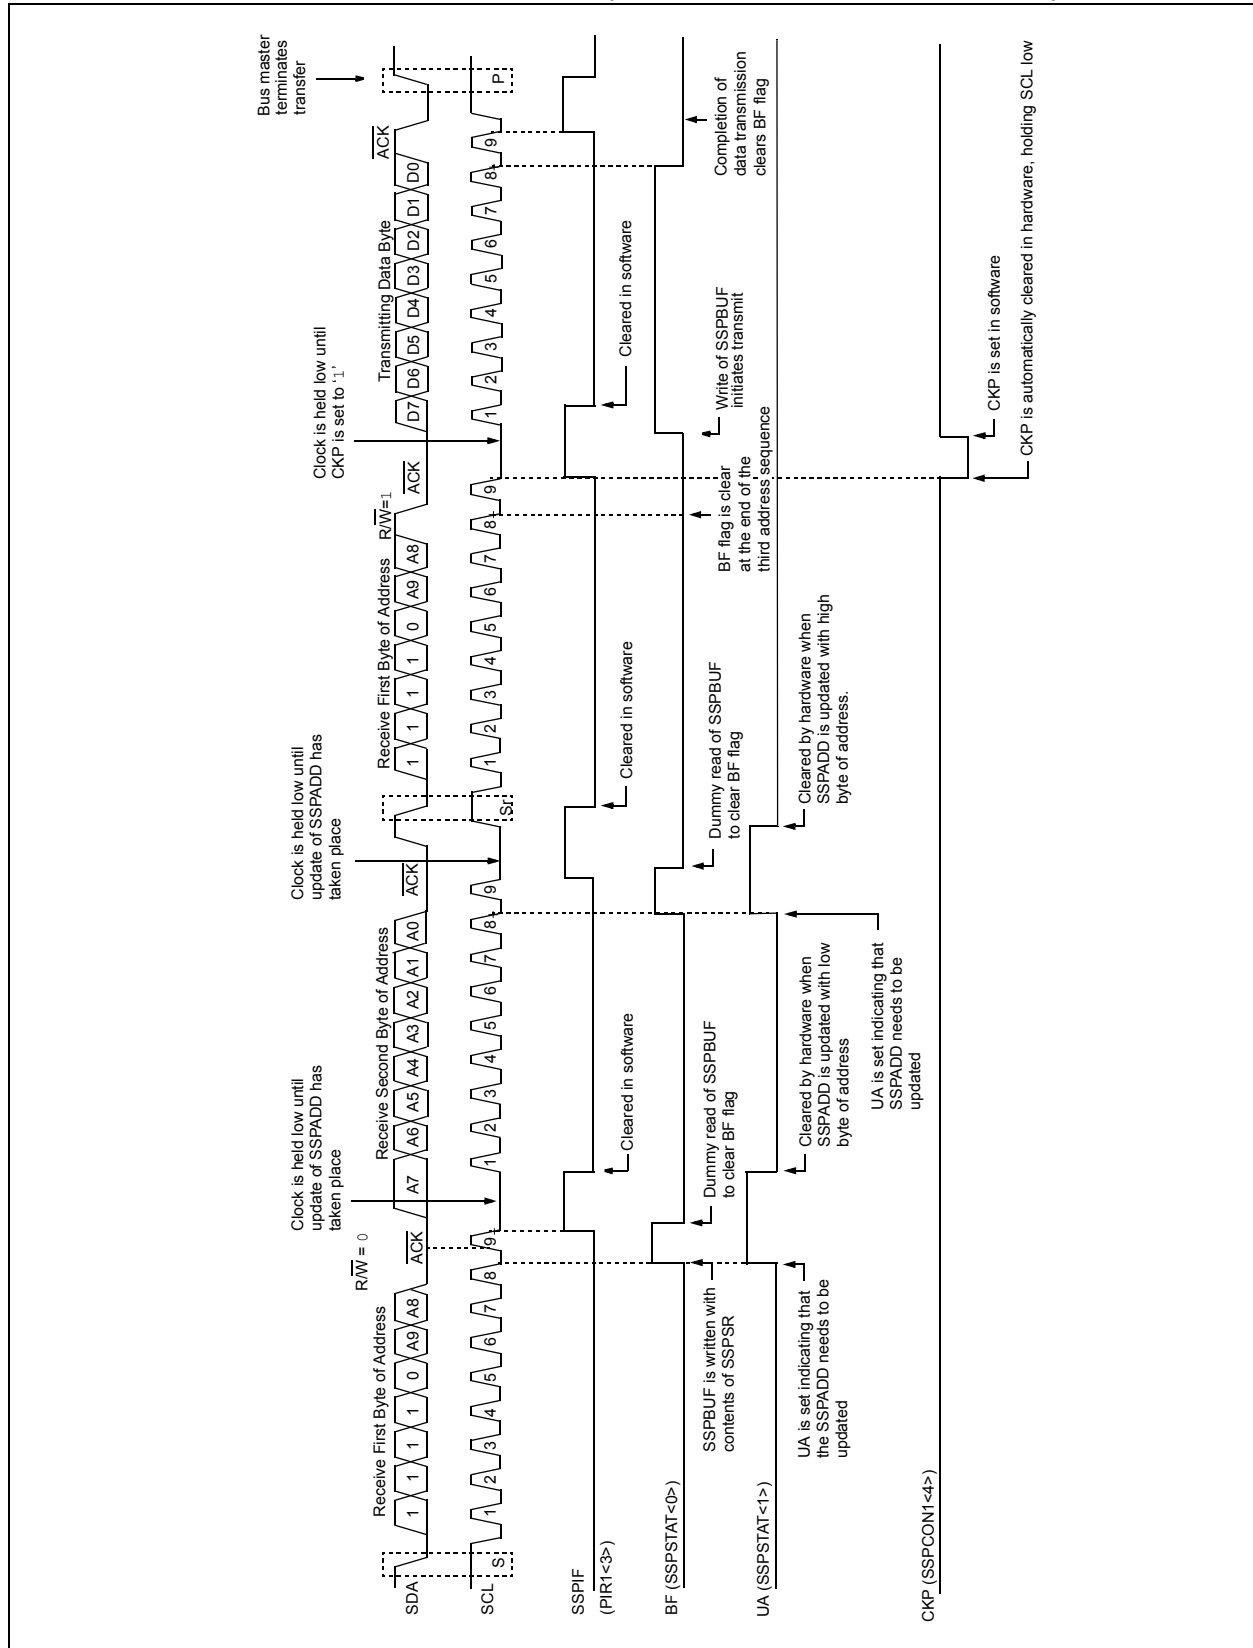 Bus master
terminates
transfer
Clock is held low until
update of SSPADD has
taken place
Clock is held low until
update of SSPADD has
taken place
Clock is held low until
CKP is set to ‘1’
R/W = 0
R/W=1
Receive First Byte of Address
ACK
Receive Second Byte of Address
ACK
Receive First Byte of Address
ACK
Transmitting Data Byte
ACK
SDA
1 1 1 1 0 A9 A8
A7 A6 A5 A4 A3 A2 A1 A0
1 1 1 1 0 A9 A8
D7 D6 D5 D4 D3 D2 D1 D0
SCL
S
1 2 3 4 5 6 7 8 9
1 2 3 4 5 6 7 8 9
Sr
1 2 3 4 5 6 7 8 9
1 2 3 4 5 6 7 8 9
P
SSPIF
(PIR1<3>)
Cleared in software
Cleared in software
Cleared in software
BF (SSPSTAT<0>)
SSPBUF is written with
contents of SSPSR
Dummy read of SSPBUF
to clear BF flag
Dummy read of SSPBUF
to clear BF flag
BF flag is clear
at the end of the
third address sequence
Write of SSPBUF
initiates transmit
Completion of
data transmission
clears BF flag
UA (SSPSTAT<1>)
UA is set indicating that
the SSPADD needs to be
updated
Cleared by hardware when
SSPADD is updated with low
byte of address
UA is set indicating that
SSPADD needs to be
updated
Cleared by hardware when
SSPADD is updated with high
byte of address.
CKP (SSPCON1<4>)
CKP is set in software
CKP is automatically cleared in hardware, holding SCL low